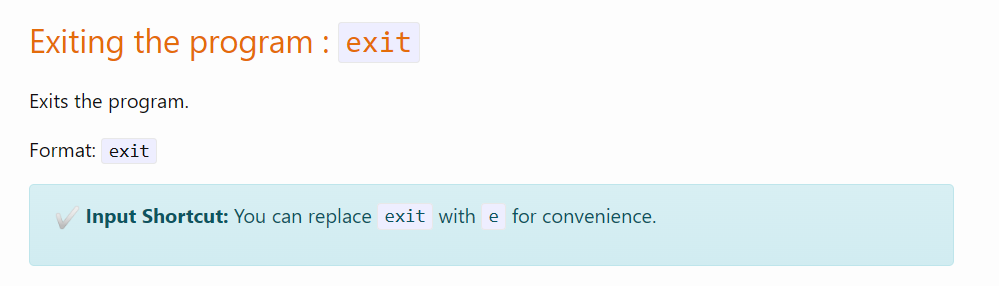 Exiting the program : exit
Exits the program.
Format: exit
Input Shortcut: You can replace exit with e for convenience.